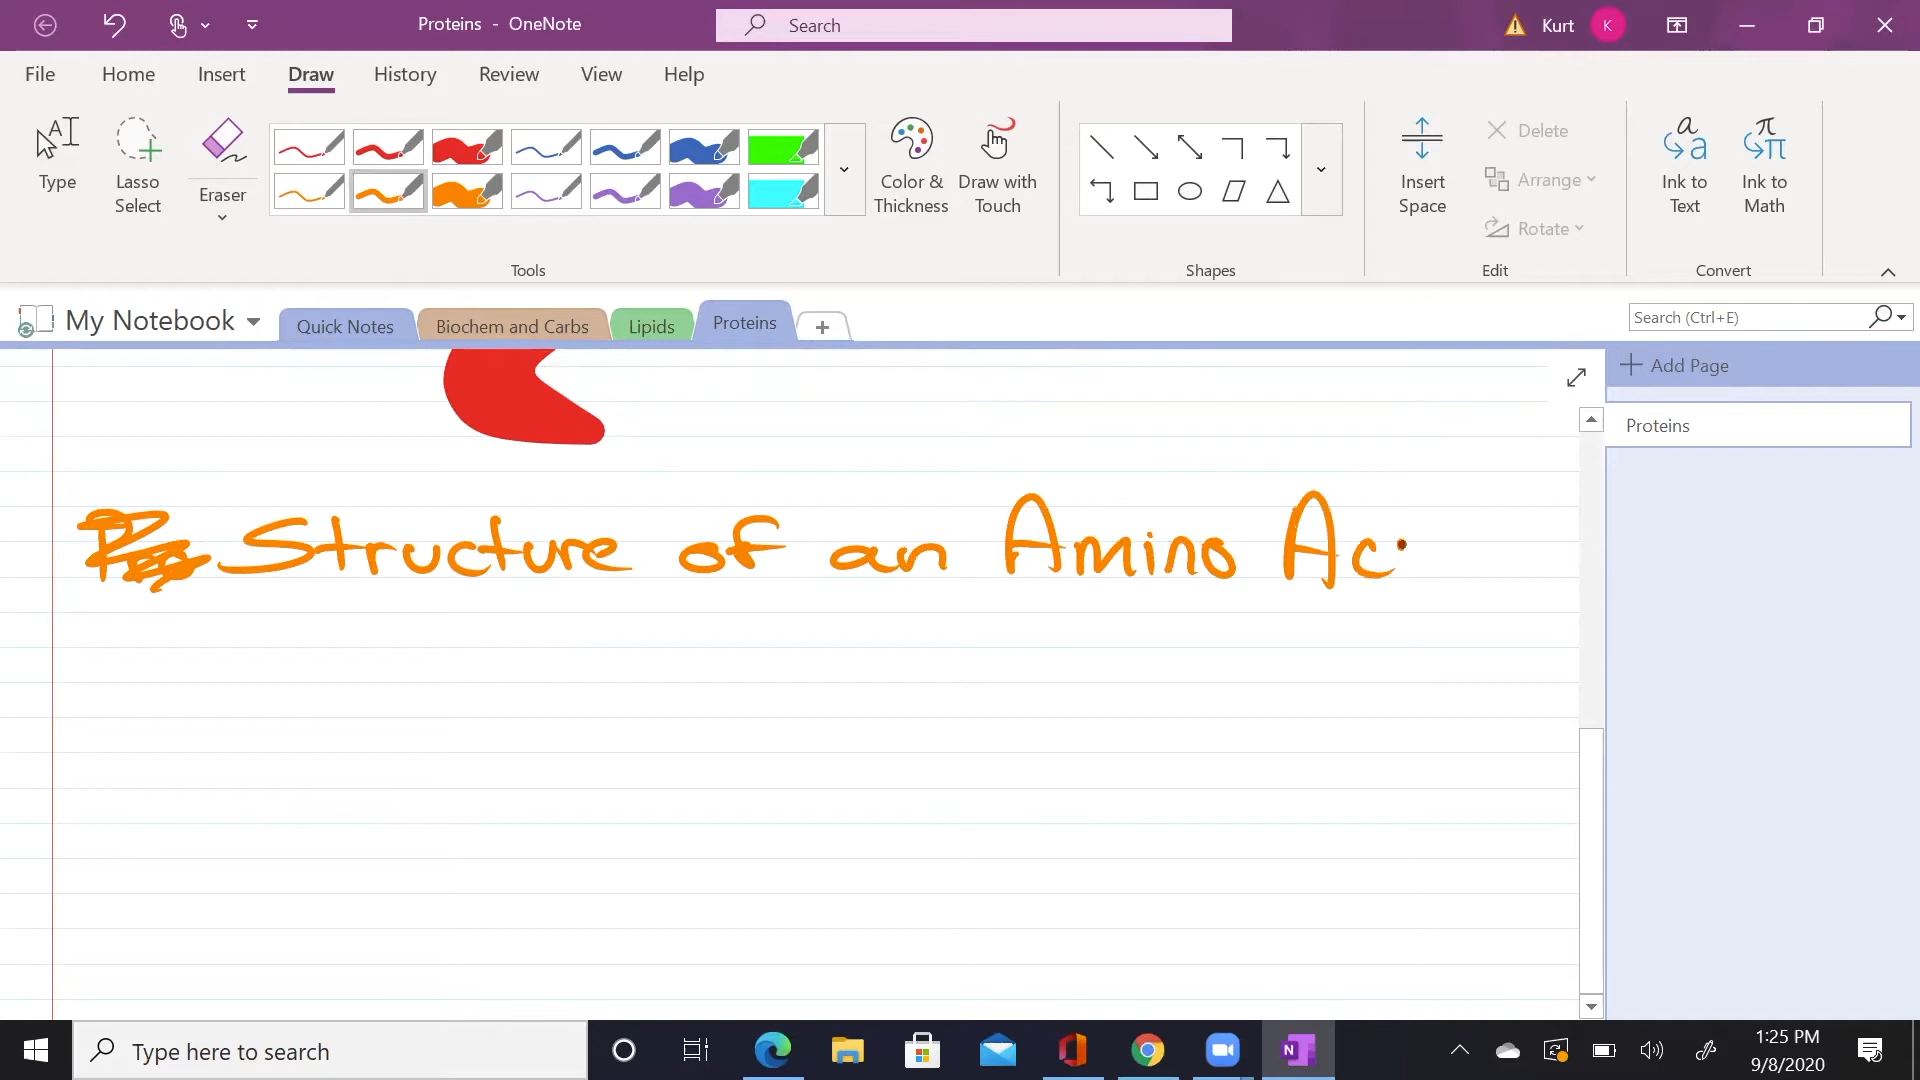 Proteins - OneNote
Search
Kurt
K
File Home Insert Draw History Review View Help
Type
Lasso Select
Eraser
Color & Thickness
Draw with Touch
Insert Space
Delete
Arrange
Rotate
Ink to Text
Ink to Math
Tools
Shapes
Edit
Convert
My Notebook
Quick Notes
Biochem and Carbs
Lipids
Proteins
Search (Ctrl+E)
Add Page
Proteins
Structure of an Amino Ac
Type here to search
1:25 PM
9/8/2020